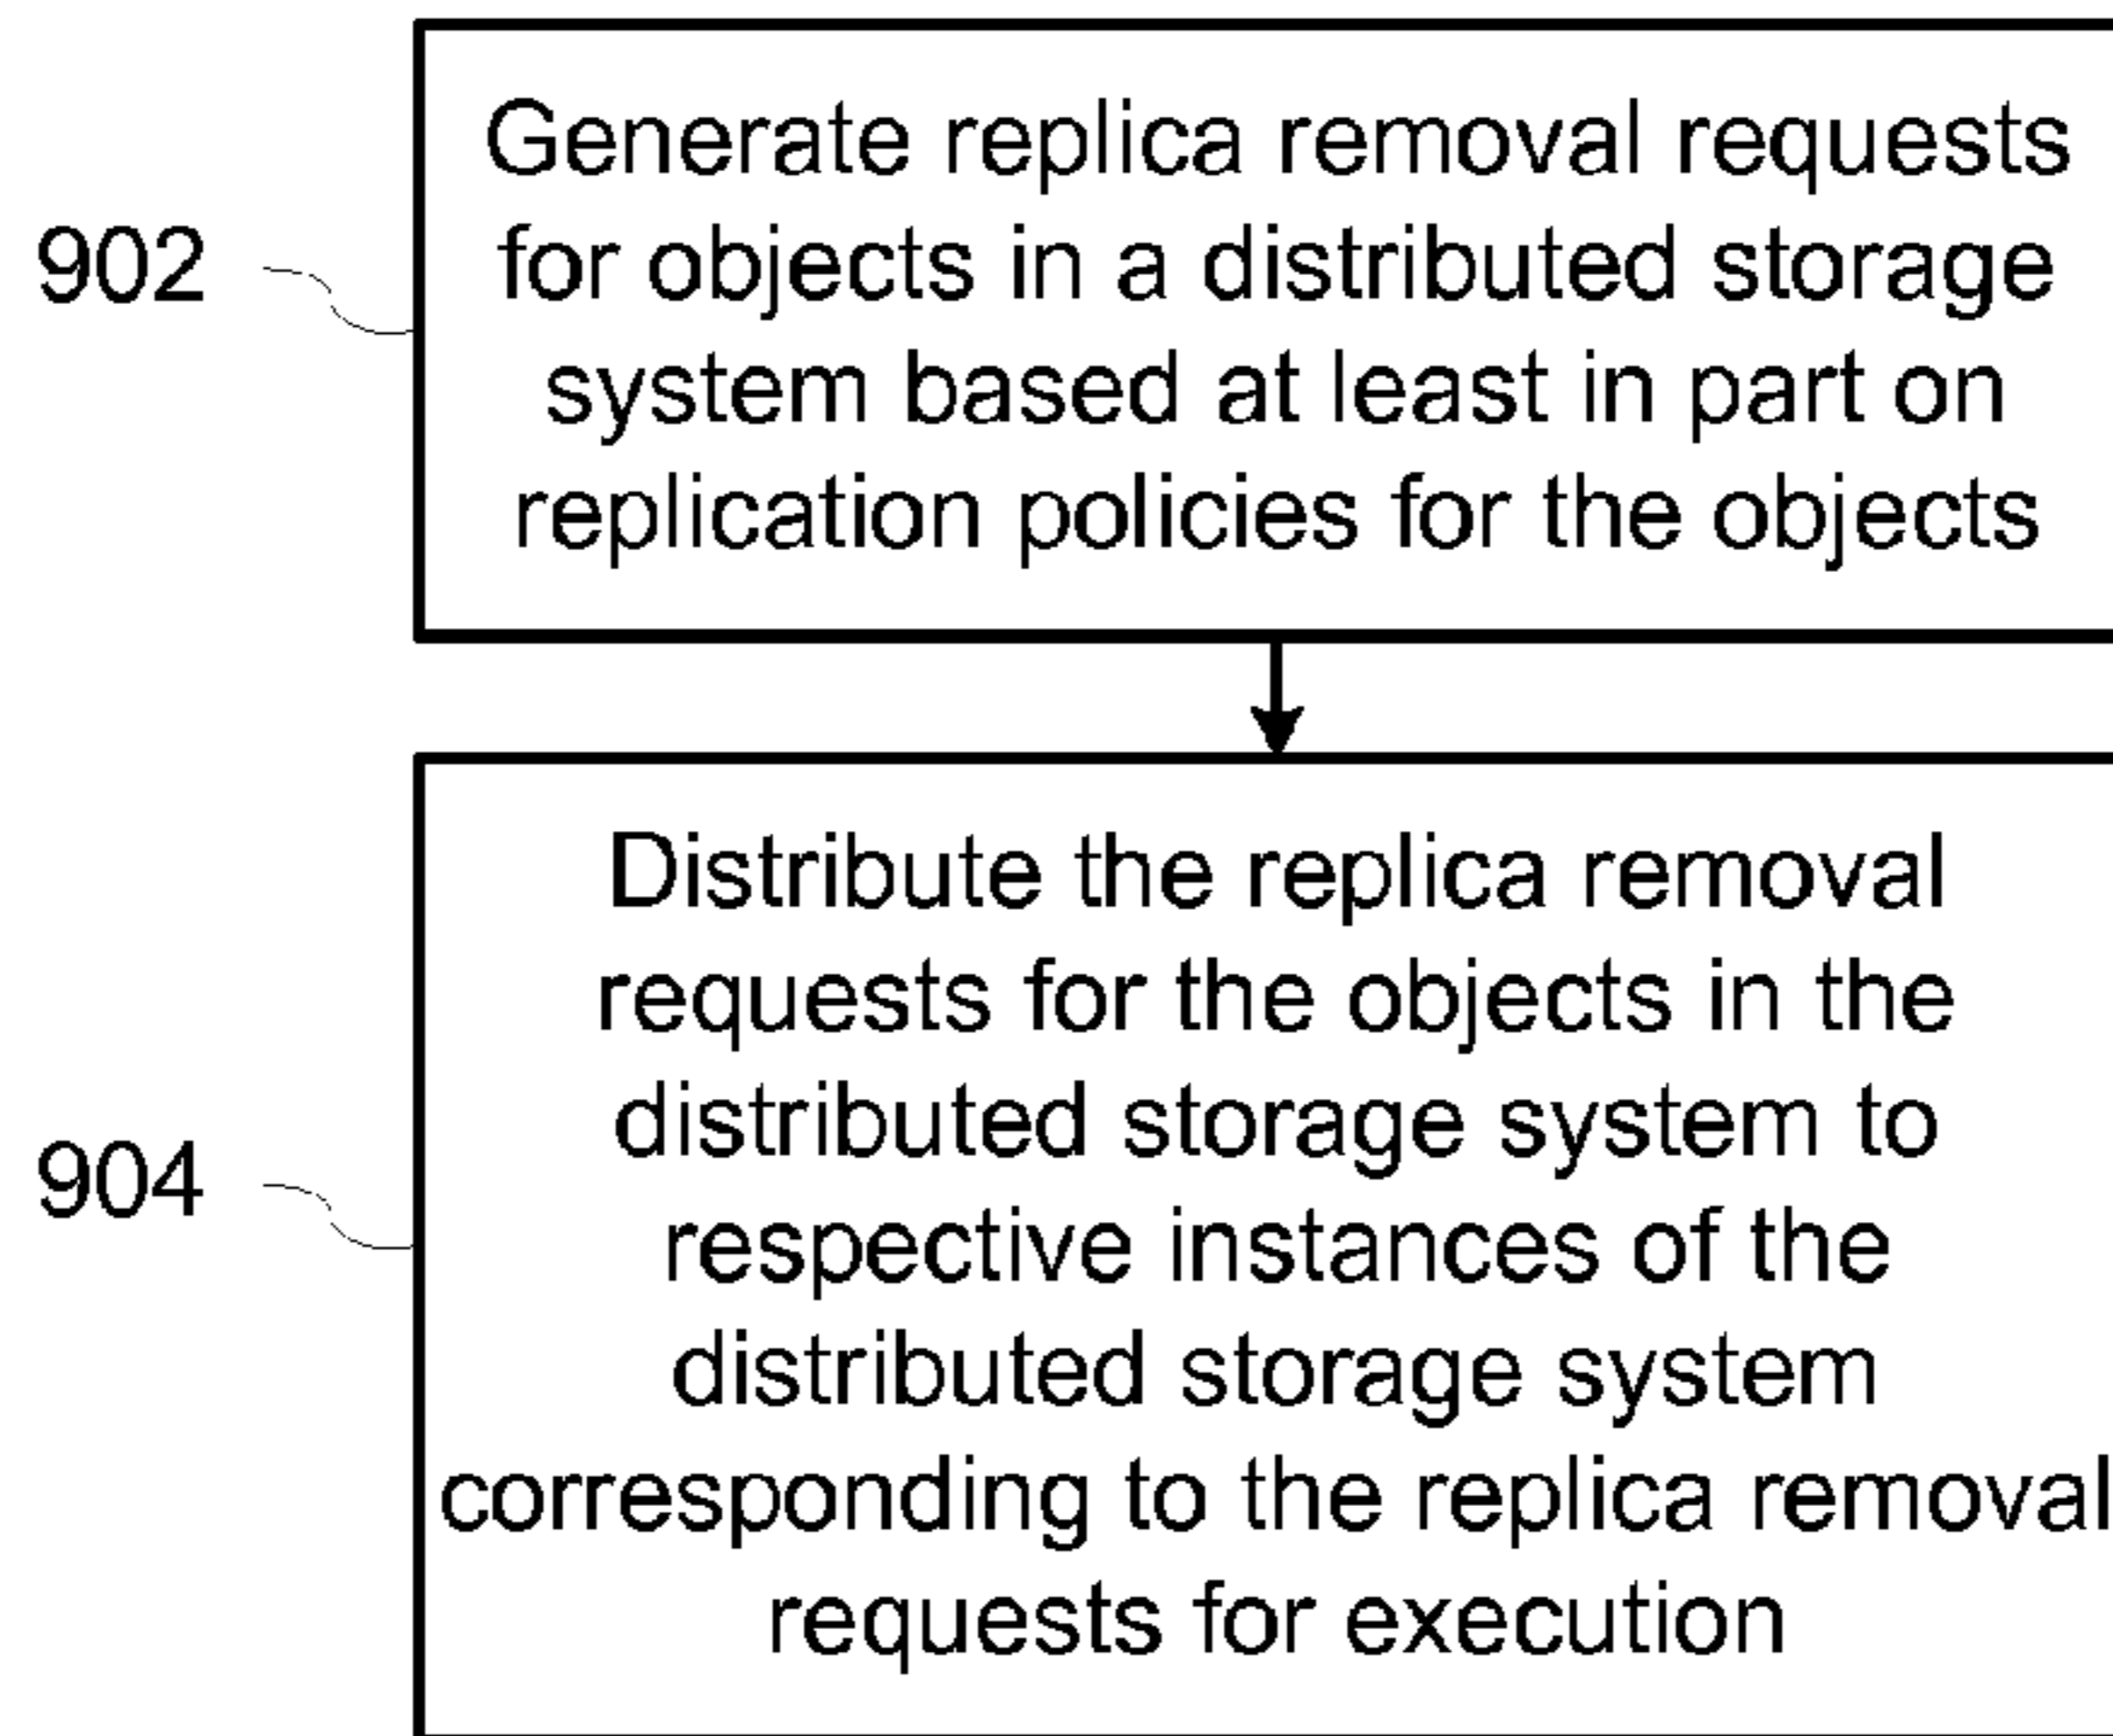 902
Generate replica removal requests
for objects in a distributed storage
system based at least in part on
replication policies for the objects
904
Distribute the replica removal
requests for the objects in the
distributed storage system to
respective instances of the
distributed storage system
corresponding to the replica removal
requests for execution